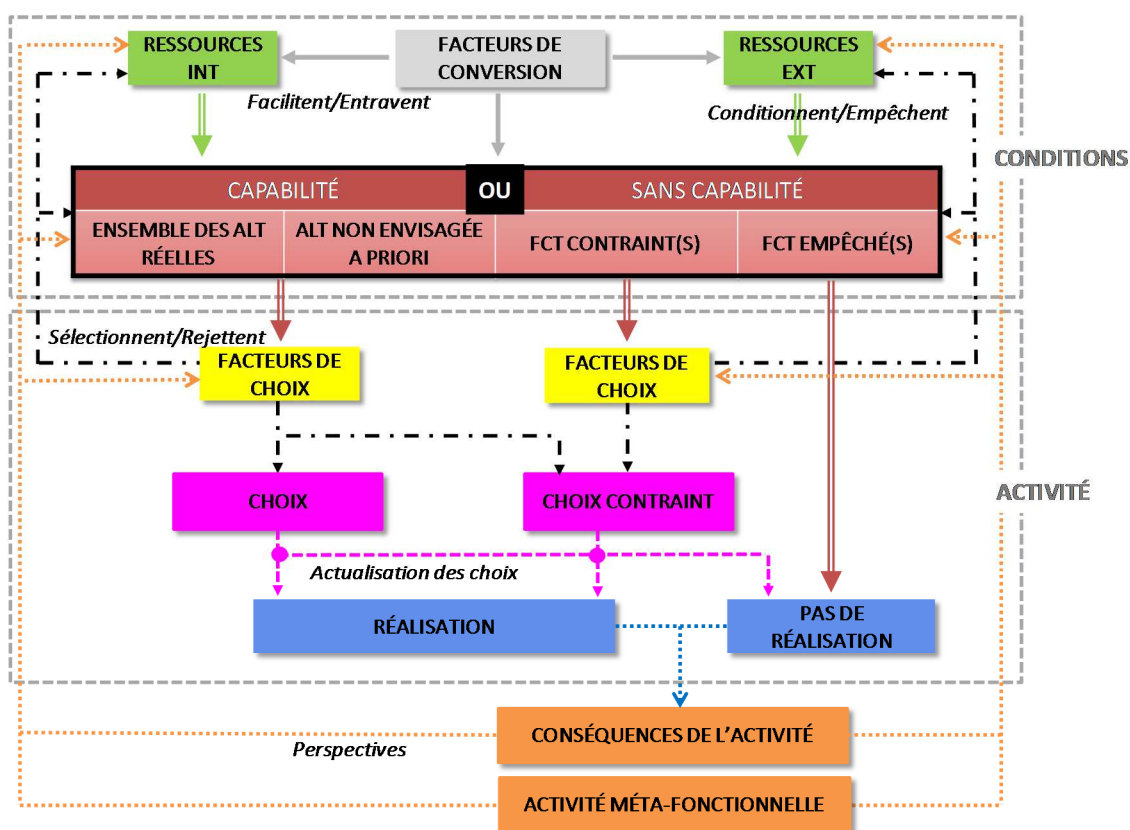 RESSOURCES
INT
FACTEURS DE
CONVERSION
RESSOURCES
EXT
Facilitent/Entravent
Conditionnent/Empêchent
CONDITIONS
CAPABILITÉ
OU
SANS CAPABILITÉ
ENSEMBLE DES ALT
RÉELLES
ALT NON ENVISAGÉE
A PRIORI
FCT CONTRAINT(S)
FCT EMPÊCHÉ(S)
Sélectionnent/Rejettent
FACTEURS DE
CHOIX
FACTEURS DE
CHOIX
CHOIX
CHOIX CONTRAINT
ACTIVITÉ
Actualisation des choix
RÉALISATION
PAS DE
RÉALISATION
CONSÉQUENCES DE L'ACTIVITÉ
Perspectives
ACTIVITÉ MÉTA-FONCTIONNELLE